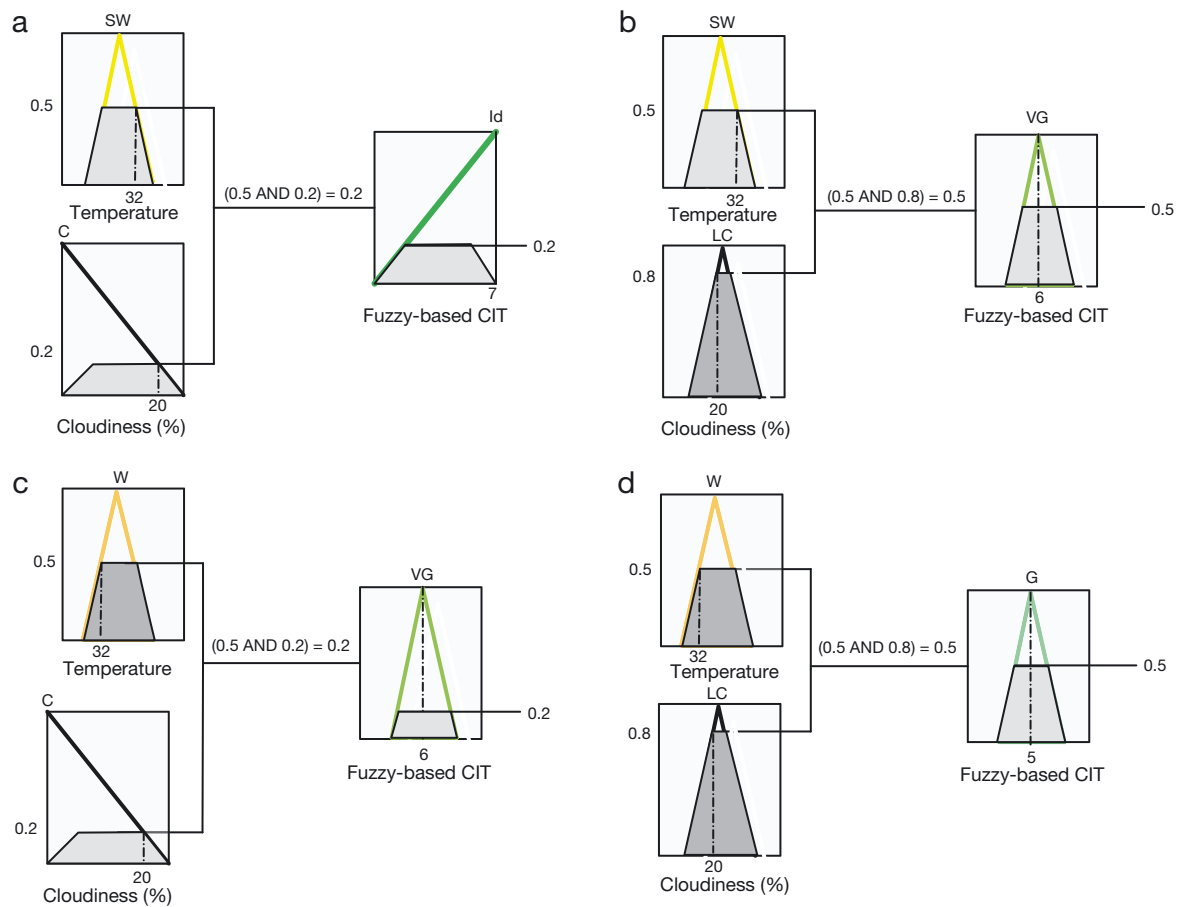 a
SW
0.5
32
Temperature
C
0.2
20
Cloudiness (%)
(0.5 AND 0.2) = 0.2
Id
0.2
7
Fuzzy-based CIT
b
SW
0.5
32
Temperature
LC
0.8
20
Cloudiness (%)
(0.5 AND 0.8) = 0.5
VG
0.5
6
Fuzzy-based CIT
c
W
0.5
32
Temperature
C
0.2
20
Cloudiness (%)
(0.5 AND 0.2) = 0.2
VG
0.2
6
Fuzzy-based CIT
d
W
0.5
32
Temperature
LC
0.8
20
Cloudiness (%)
(0.5 AND 0.8) = 0.5
G
0.5
5
Fuzzy-based CIT